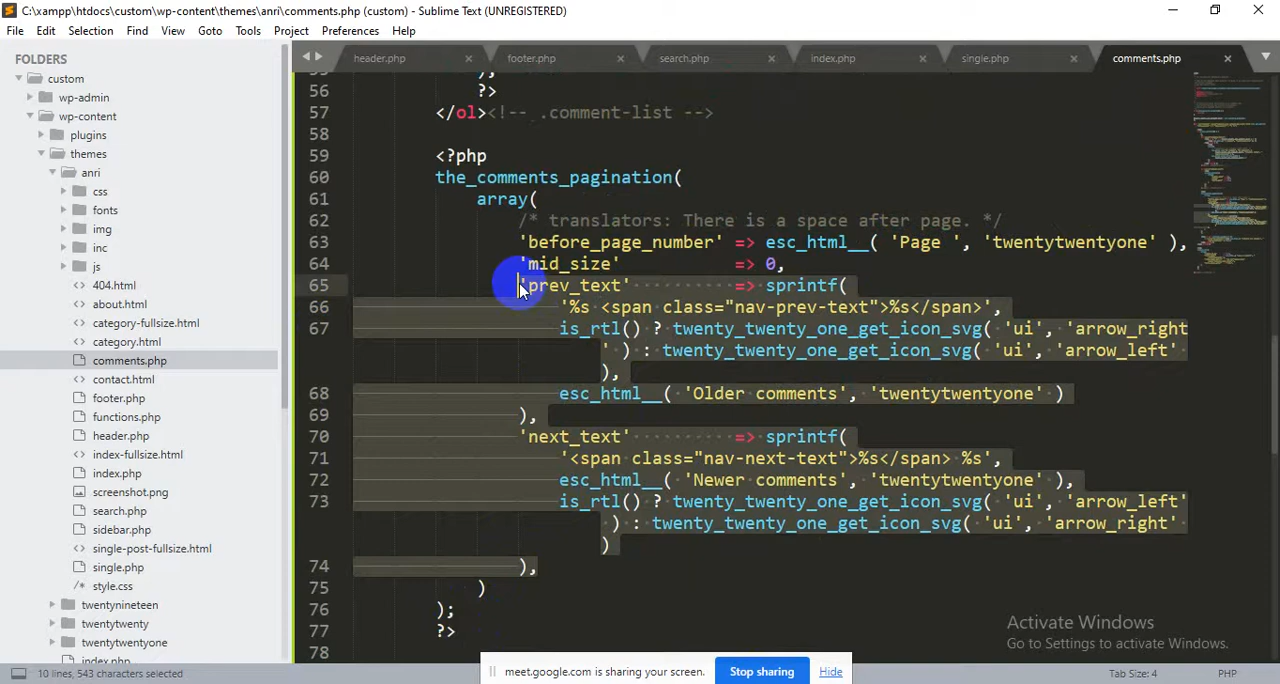 C:\xampp\htdocs\custom\wp-content\themes\anri\comments.php (custom) - Sublime Text (UNREGISTERED)
File Edit Selection Find View Goto Tools Project Preferences Help
FOLDERS
custom
wp-admin
wp-content
plugins
themes
anri
css
fonts
img
inc
js
404.html
about.html
category-fullsize.html
category.html
comments.php
contact.html
footer.php
functions.php
header.php
index-fullsize.html
index.php
screenshot.png
search.php
sidebar.php
single-post-fullsize.html
single.php
/* style.css
twentynineteen
twentytwenty
twentytwentyone
index.php
header.php footer.php search.php index.php single.php comments.php
55 );
56 ?>
57 </ol><!-- .comment-list -->
58
59 <?php
60 the_comments_pagination(
61 array(
62 /* translators: There is a space after page. */
63 'before_page_number' => esc_html__( 'Page ', 'twentytwentyone' ),
64 'mid_size' => 0,
65 'prev_text' => sprintf(
66 '%s <span class="nav-prev-text">%s</span>',
67 is_rtl() ? twenty_twenty_one_get_icon_svg( 'ui', 'arrow_right
' ) : twenty_twenty_one_get_icon_svg( 'ui', 'arrow_left'
),
68 esc_html__( 'Older comments', 'twentytwentyone' )
69 ),
70 'next_text' => sprintf(
71 '<span class="nav-next-text">%s</span> %s',
72 esc_html__( 'Newer comments', 'twentytwentyone' ),
73 is_rtl() ? twenty_twenty_one_get_icon_svg( 'ui', 'arrow_left'
) : twenty_twenty_one_get_icon_svg( 'ui', 'arrow_right'
)
74 ),
75 )
76 );
77 ?>
78
Activate Windows
Go to Settings to activate Windows.
meet.google.com is sharing your screen. Stop sharing Hide
10 lines, 543 characters selected Tab Size: 4 PHP